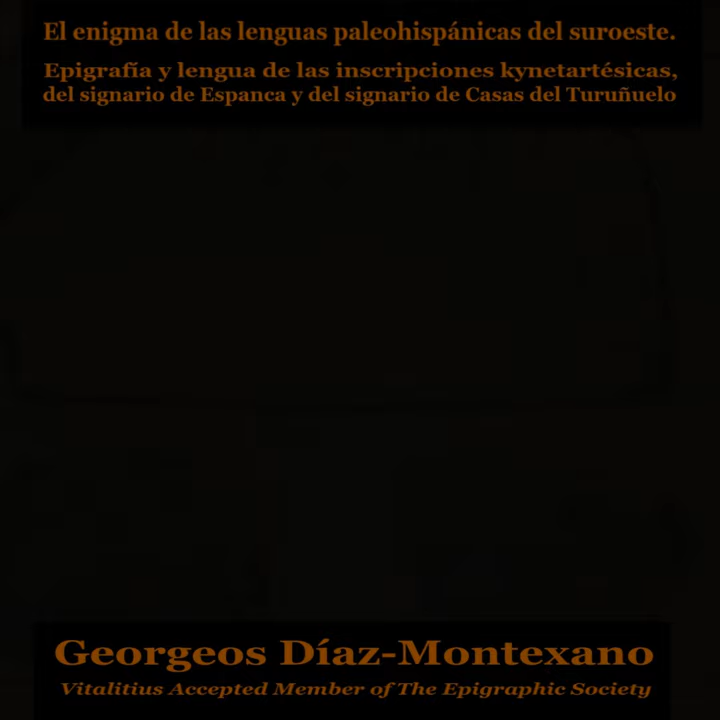 El enigma de las lenguas paleohispánicas del suroeste.
Epigrafía y lengua de las inscripciones kynetartésicas,
del signario de Espanca y del signario de Casas del Turuñuelo
Georgeos Díaz-Montexano
Vitalitius Accepted Member of The Epigraphic Society